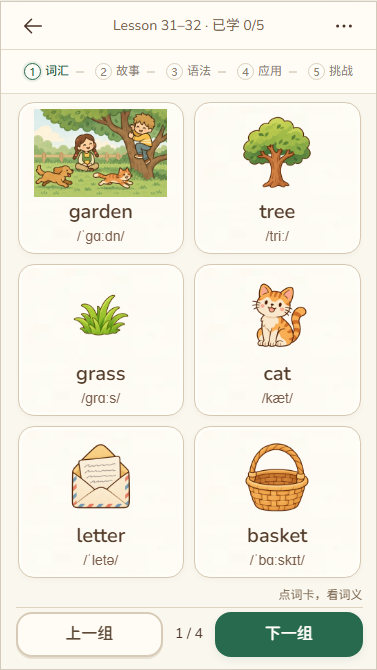 Lesson 31–32 · 已学 0/5
1 词汇 – 2 故事 – 3 语法 – 4 应用 – 5 挑战
garden tree
/ˈɡɑːdn/ /triː/
grass cat
/ɡrɑːs/ /kæt/
letter basket
/ˈletə/ /ˈbɑːskɪt/
点词卡，看词义
上一组 1 / 4 下一组